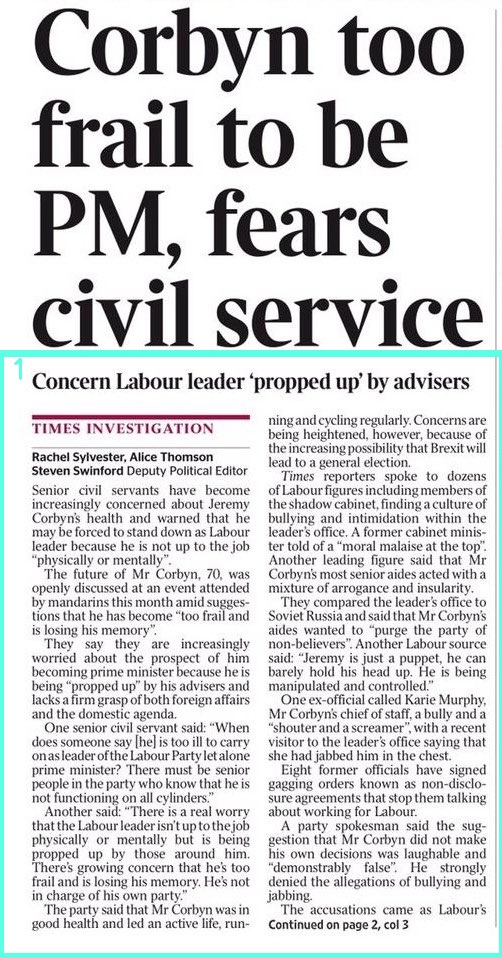 Corbyn too
frail to be
PM, fears
civil service
1
Concern Labour leader ‘propped up’ by advisers
TIMES INVESTIGATION
Rachel Sylvester, Alice Thomson
Steven Swinford Deputy Political Editor
Senior civil servants have become
increasingly concerned about Jeremy
Corbyn’s health and warned that he
may be forced to stand down as Labour
leader because he is not up to the job
“physically or mentally”.
The future of Mr Corbyn, 70, was
openly discussed at an event attended
by mandarins this month amid sugges-
tions that he has become “too frail and
is losing his memory”.
They say they are increasingly
worried about the prospect of him
becoming prime minister because he is
being “propped up” by his advisers and
lacks a firm grasp of both foreign affairs
and the domestic agenda.
One senior civil servant said: “When
does someone say [he] is too ill to carry
on as leader of the Labour Party let alone
prime minister? There must be senior
people in the party who know that he is
not functioning on all cylinders.”
Another said: “There is a real worry
that the Labour leader isn’t up to the job
physically or mentally but is being
propped up by those around him.
There’s growing concern that he’s too
frail and is losing his memory. He’s not
in charge of his own party.”
The party said that Mr Corbyn was in
good health and led an active life, run-
ning and cycling regularly. Concerns are
being heightened, however, because of
the increasing possibility that Brexit will
lead to a general election.
Times reporters spoke to dozens
of Labour figures including members of
the shadow cabinet, finding a culture of
bullying and intimidation within the
leader’s office. A former cabinet minis-
ter told of a “moral malaise at the top”.
Another leading figure said that Mr
Corbyn’s most senior aides acted with a
mixture of arrogance and insularity.
They compared the leader’s office to
Soviet Russia and said that Mr Corbyn’s
aides wanted to “purge the party of
non-believers”. Another Labour source
said: “Jeremy is just a puppet, he can
barely hold his head up. He is being
manipulated and controlled.”
One ex-official called Karie Murphy,
Mr Corbyn’s chief of staff, a bully and a
“shouter and a screamer”, with a recent
visitor to the leader’s office saying that
she had jabbed him in the chest.
Eight former officials have signed
gagging orders known as non-disclo-
sure agreements that stop them talking
about working for Labour.
A party spokesman said the sug-
gestion that Mr Corbyn did not make
his own decisions was laughable and
“demonstrably false”. He strongly
denied the allegations of bullying and
jabbing.
The accusations came as Labour’s
Continued on page 2, col 3